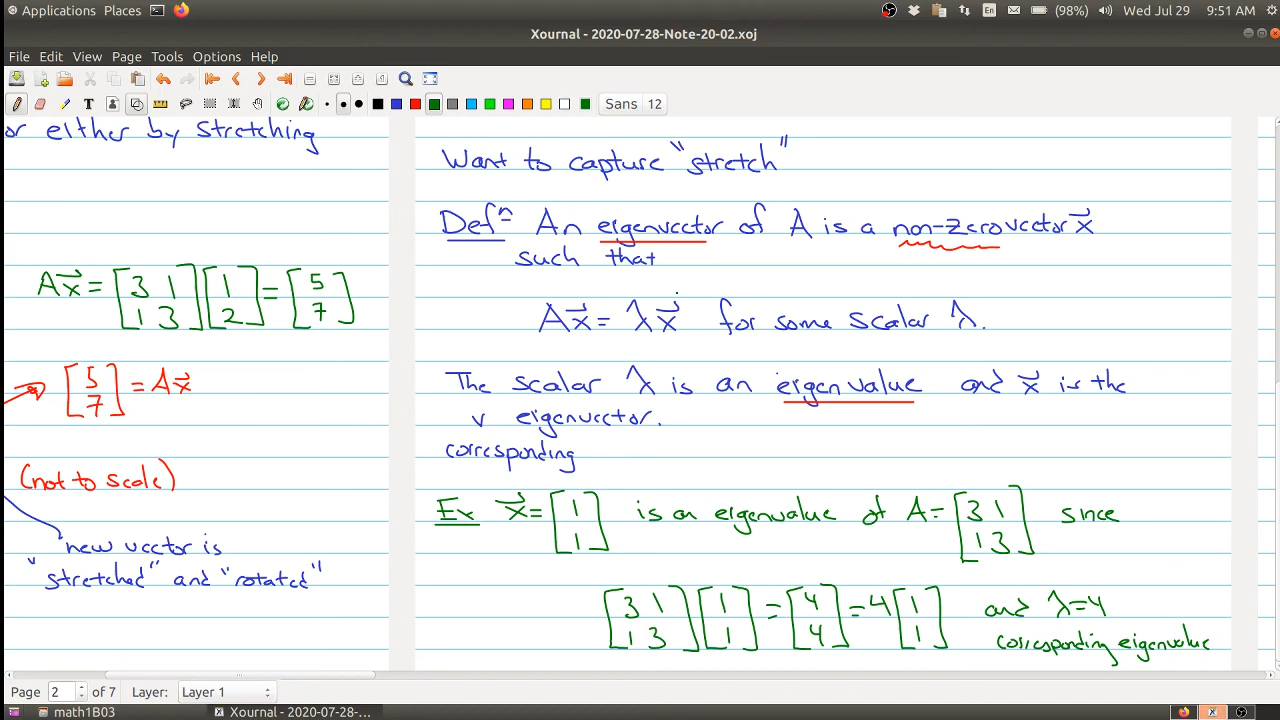 Applications Places En (98%) Wed Jul 29 9:51 AM
Xournal - 2020-07-28-Note-20-02.xoj
File Edit View Page Tools Options Help
T Sans 12
or either by stretching
Ax⃗ = [3 1; 1 3] [1; 2] = [5; 7]
[5; 7] = Ax⃗
(not to scale)
new vector is
"stretched" and "rotated"
Want to capture "stretch"
Defⁿ An eigenvector of A is a non-zero vector x⃗
such that
Ax⃗ = λx⃗ for some scalar λ.
The scalar λ is an eigenvalue and x⃗ is the
v eigenvector.
corresponding
Ex x⃗ = [1; 1] is an eigenvalue of A = [3 1; 1 3] since
[3 1; 1 3] [1; 1] = [4; 4] = 4 [1; 1] and λ=4
corresponding eigenvalue
Page 2 of 7 Layer: Layer 1
math1B03 Xournal - 2020-07-28-...